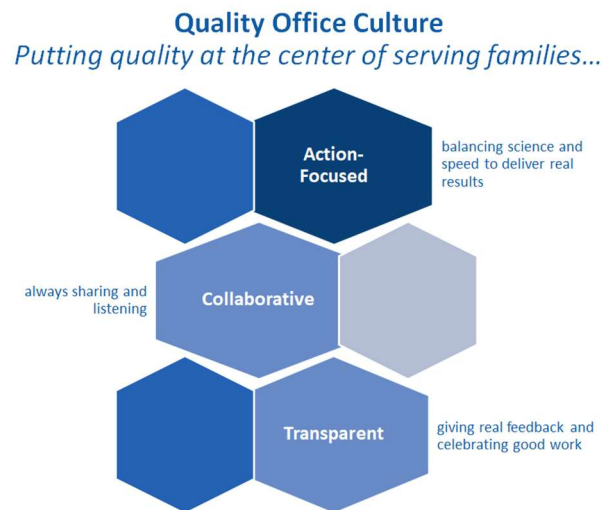 Quality Office Culture
Putting quality at the center of serving families...
Action-
Focused
balancing science and
speed to deliver real
results
always sharing and
listening
Collaborative
Transparent
giving real feedback and
celebrating good work